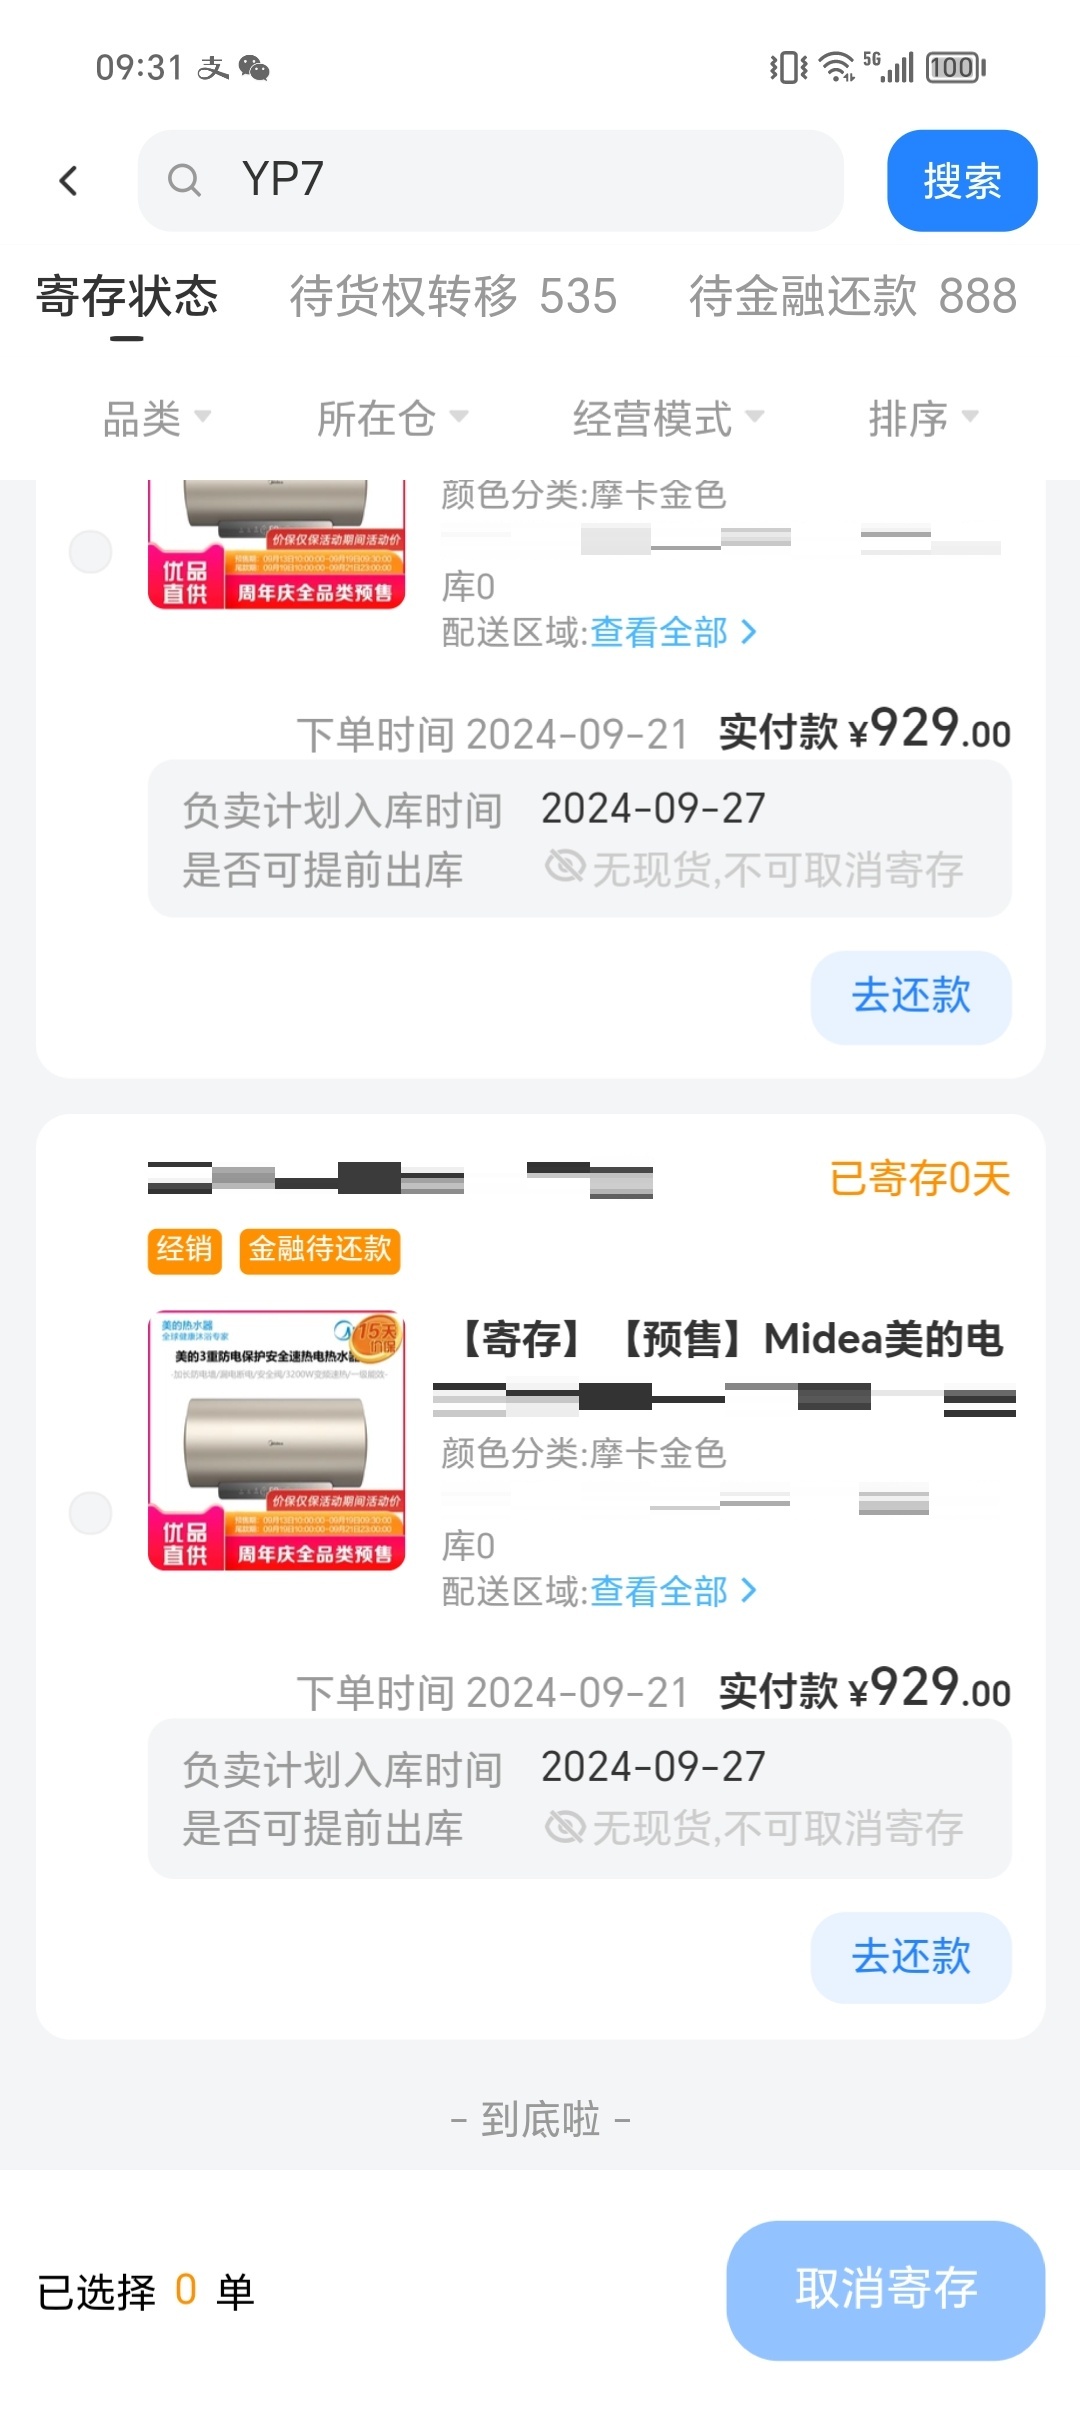 09:31 支 5G 100
YP7
搜索
寄存状态 待货权转移 535 待金融还款 888
品类 所在仓 经营模式 排序
颜色分类:摩卡金色
价保仅保活动期间活动价
优品
直供
周年庆全品类预售
库0
配送区域:查看全部
下单时间 2024-09-21 实付款 ¥929.00
负卖计划入库时间 2024-09-27
是否可提前出库 无现货,不可取消寄存
去还款
已寄存0天
经销 金融待还款
美的热水器
全球健康沐浴专家
15天
价保
美的3重防电保护安全速热电热水器
【寄存】【预售】Midea美的电
颜色分类:摩卡金色
价保仅保活动期间活动价
优品
直供
周年庆全品类预售
库0
配送区域:查看全部
下单时间 2024-09-21 实付款 ¥929.00
负卖计划入库时间 2024-09-27
是否可提前出库 无现货,不可取消寄存
去还款
- 到底啦 -
已选择 0 单
取消寄存